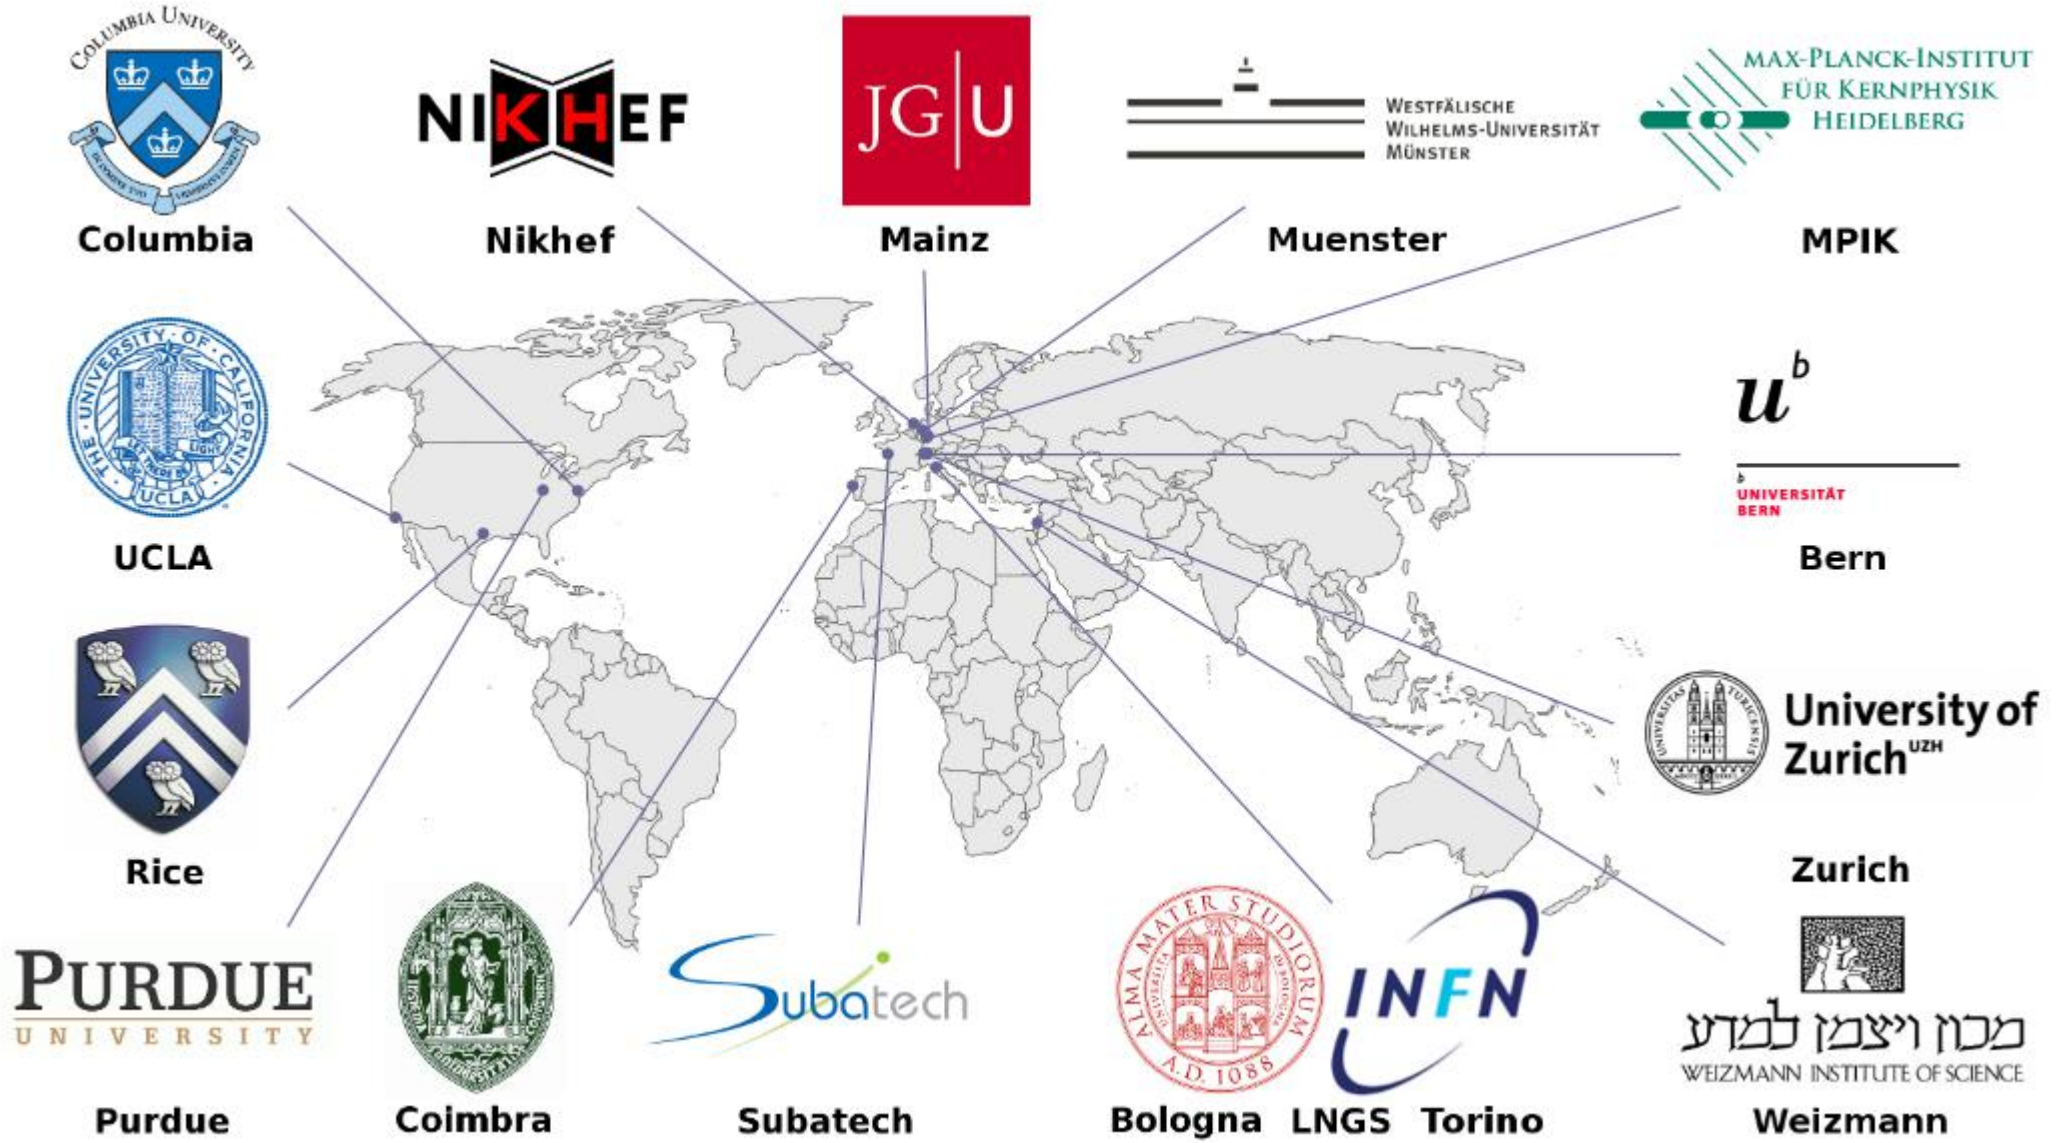 COLUMBIA UNIVERSITY
Columbia
NIKHEF
Nikhef
JG|U
Mainz
WESTFÄLISCHE
WILHELMS-UNIVERSITÄT
MÜNSTER
Muenster
MAX-PLANCK-INSTITUT
FÜR KERNPHYSIK
HEIDELBERG
MPIK
THE · UNIVERSITY · OF · CALIFORNIA
LET THERE BE
LIGHT
UCLA
UCLA
u
b
b
UNIVERSITÄT
BERN
Bern
Rice
UNIVERSITAS
TURICENSIS
University of
Zurich UZH
Zurich
PURDUE
UNIVERSITY
Purdue
Coimbra
Subatech
Subatech
ALMA MATER STUDIORUM
A.D. 1088
Bologna
INFN
LNGS
Torino
מכון ויצמן למדע
WEIZMANN INSTITUTE OF SCIENCE
Weizmann